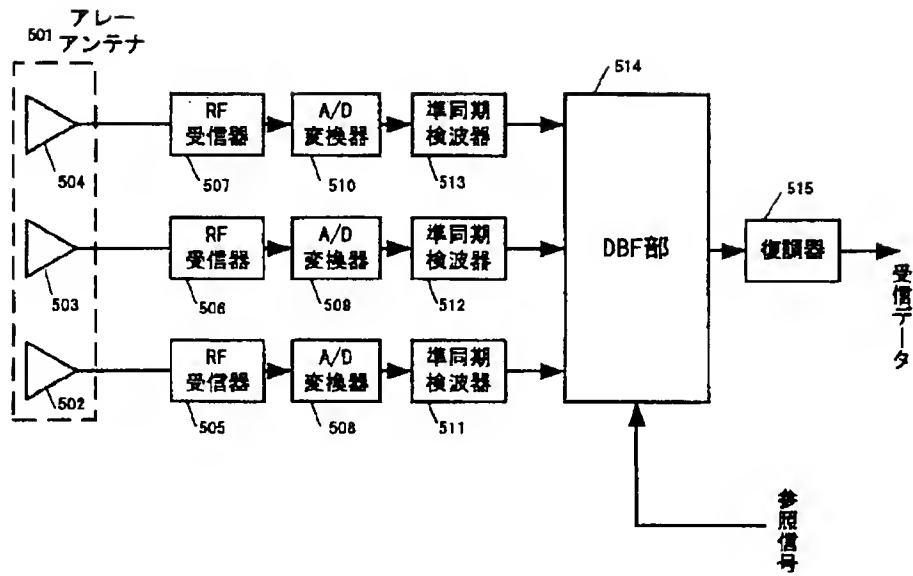 501
アレー
アンテナ
514
RF
受信器
A/D
変換器
準同期
検波器
504
507
510
513
515
RF
受信器
A/D
変換器
準同期
検波器
DBF部
復調器
503
506
509
512
受信データ
RF
受信器
A/D
変換器
準同期
検波器
502
505
508
511
参照信号